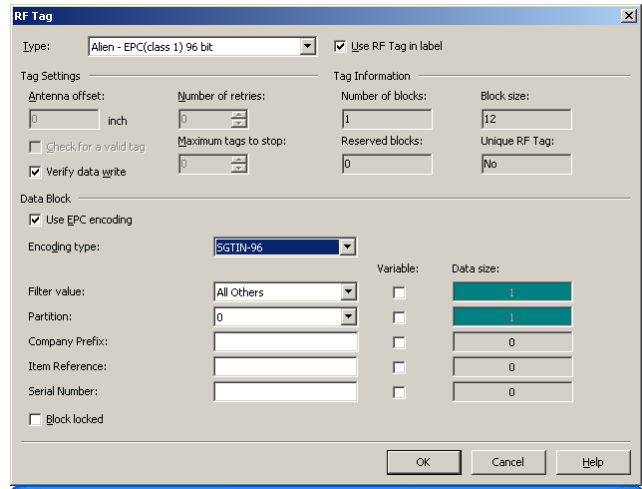 RF Tag
Type: Alien - EPC(class 1) 96 bit Use RF Tag in label
Tag Settings Tag Information
Antenna offset: Number of retries: Number of blocks: Block size:
0 inch 0 1 12
Check for a valid tag Maximum tags to stop: Reserved blocks: Unique RF Tag:
Verify data write 0 0 No
Data Block
Use EPC encoding
Encoding type: SGTIN-96
Variable: Data size:
Filter value: All Others 1
Partition: 0 1
Company Prefix: 0
Item Reference: 0
Serial Number: 0
Block locked
OK Cancel Help